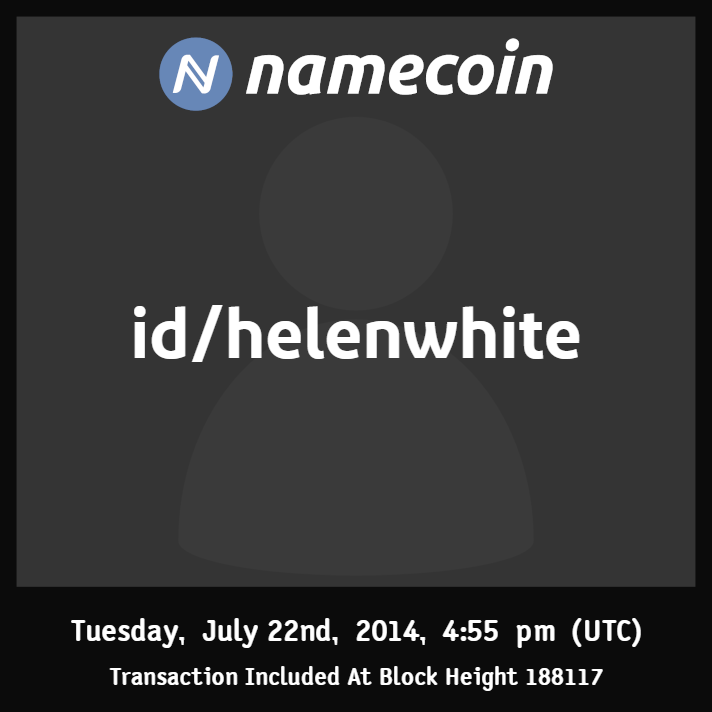 namecoin
id/helenwhite
Tuesday, July 22nd, 2014, 4:55 pm (UTC)
Transaction Included At Block Height 188117